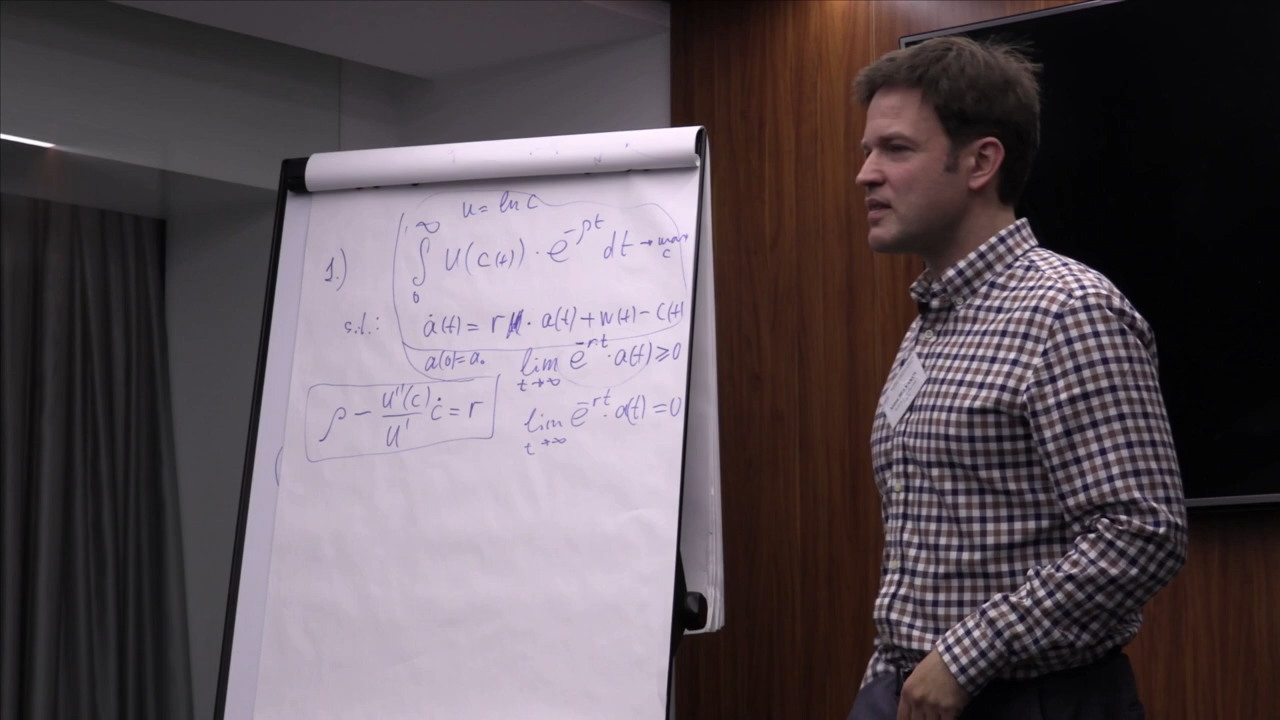 u = ln c
1.) ∫₀^∞ U(c(t)) · e^{-ρt} dt → max_c
s.t.: ȧ(t) = r · a(t) + w(t) - c(t)
a(0) = a₀ lim_{t→∞} e^{-rt} · a(t) ⩾ 0
ρ - u''(c)/u' ċ = r lim_{t→∞} e^{-rt} · a(t) = 0